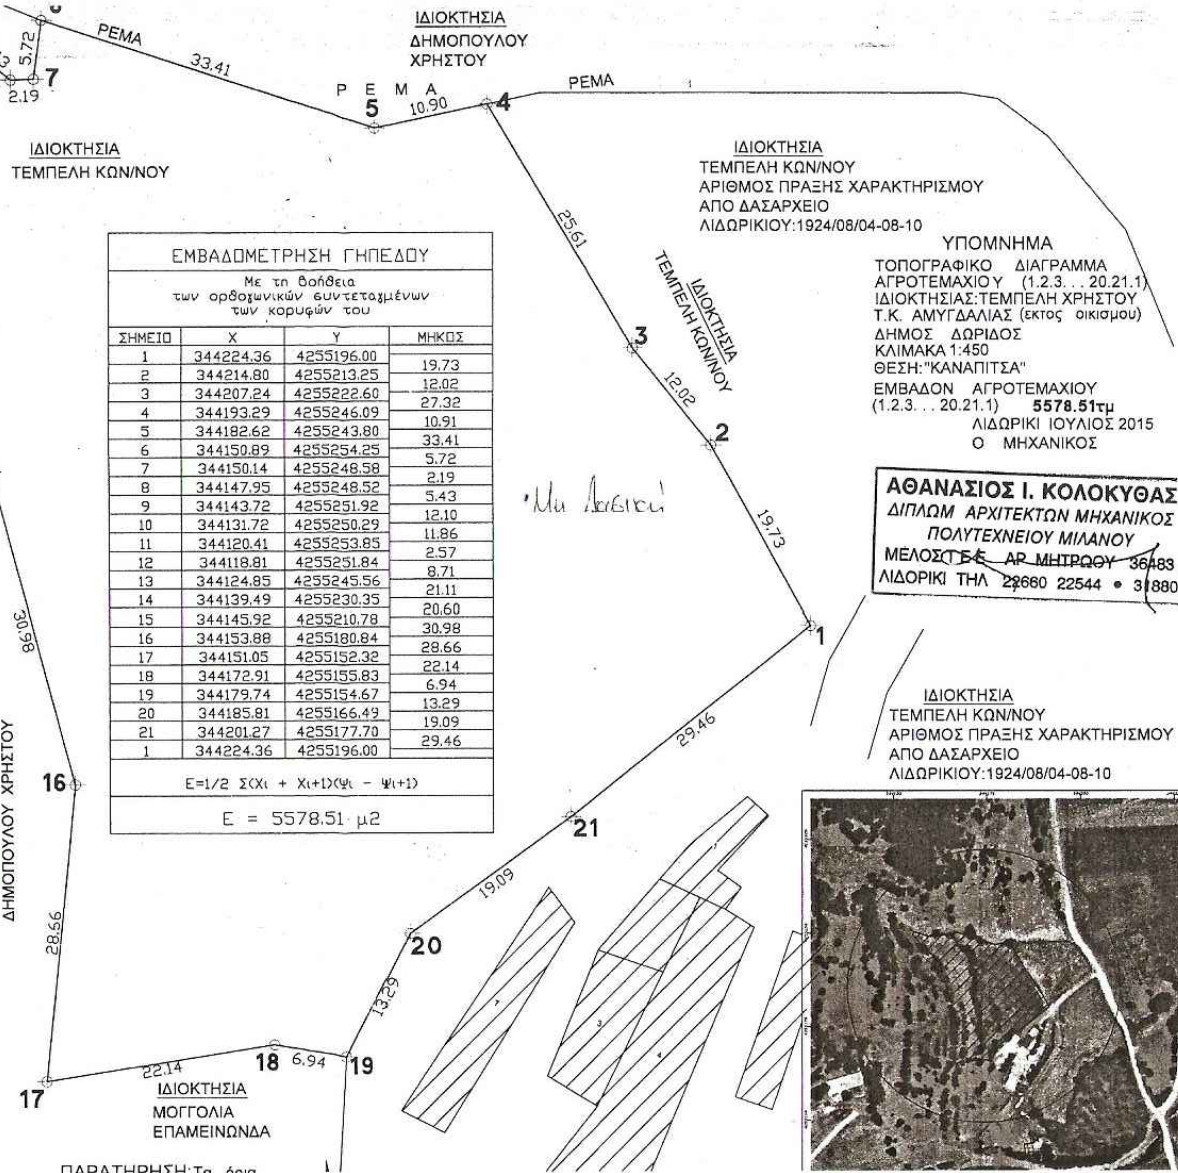 6
5.72
7
2.19
ΡΕΜΑ
33.41
ΡΕΜΑ
5
10.90
4
ΡΕΜΑ
ΙΔΙΟΚΤΗΣΙΑ
ΔΗΜΟΠΟΥΛΟΥ
ΧΡΗΣΤΟΥ
ΙΔΙΟΚΤΗΣΙΑ
ΤΕΜΠΕΛΗ ΚΩΝ/ΝΟΥ
ΙΔΙΟΚΤΗΣΙΑ
ΤΕΜΠΕΛΗ ΚΩΝ/ΝΟΥ
ΑΡΙΘΜΟΣ ΠΡΑΞΗΣ ΧΑΡΑΚΤΗΡΙΣΜΟΥ
ΑΠΟ ΔΑΣΑΡΧΕΙΟ
ΛΙΔΩΡΙΚΙΟΥ:1924/08/04-08-10
25.61
ΙΔΙΟΚΤΗΣΙΑ
ΤΕΜΠΕΛΗ ΚΩΝ/ΝΟΥ
3
12.02
2
19.73
1
ΥΠΟΜΝΗΜΑ
ΤΟΠΟΓΡΑΦΙΚΟ ΔΙΑΓΡΑΜΜΑ
ΑΓΡΟΤΕΜΑΧΙΟΥ (1.2.3. . . 20.21.1)
ΙΔΙΟΚΤΗΣΙΑΣ:ΤΕΜΠΕΛΗ ΧΡΗΣΤΟΥ
Τ.Κ. ΑΜΥΓΔΑΛΙΑΣ (εκτος οικισμου)
ΔΗΜΟΣ ΔΩΡΙΔΟΣ
ΚΛΙΜΑΚΑ 1:450
ΘΕΣΗ:"ΚΑΝΑΠΙΤΣΑ"
ΕΜΒΑΔΟΝ ΑΓΡΟΤΕΜΑΧΙΟΥ
(1.2.3. . . 20.21.1) 5578.51τμ
ΛΙΔΩΡΙΚΙ ΙΟΥΛΙΟΣ 2015
Ο ΜΗΧΑΝΙΚΟΣ
ΑΘΑΝΑΣΙΟΣ Ι. ΚΟΛΟΚΥΘΑΣ
ΔΙΠΛΩΜ ΑΡΧΙΤΕΚΤΩΝ ΜΗΧΑΝΙΚΟΣ
ΠΟΛΥΤΕΧΝΕΙΟΥ ΜΙΛΑΝΟΥ
ΜΕΛΟΣ Τ Ε Ε ΑΡ ΜΗΤΡΩΟΥ 36483
ΛΙΔΟΡΙΚΙ ΤΗΛ 22660 22544 • 31880
ΕΜΒΑΔΟΜΕΤΡΗΣΗ ΓΗΠΕΔΟΥ
Με τη βοήθεια
των ορθογωνικών συντεταγμένων
των κορυφών του
ΣΗΜΕΙΟ Χ Υ ΜΗΚΟΣ
1 344224.36 4255196.00
19.73
2 344214.80 4255213.25
12.02
3 344207.24 4255222.60
27.32
4 344193.29 4255246.09
10.91
5 344182.62 4255243.80
33.41
6 344150.89 4255254.25
5.72
7 344150.14 4255248.58
2.19
8 344147.95 4255248.52
5.43
9 344143.72 4255251.92
12.10
10 344131.72 4255250.29
11.86
11 344120.41 4255253.85
2.57
12 344118.81 4255251.84
8.71
13 344124.85 4255245.56
21.11
14 344139.49 4255230.35
20.60
15 344145.92 4255210.78
30.98
16 344153.88 4255180.84
28.66
17 344151.05 4255152.32
22.14
18 344172.91 4255155.83
6.94
19 344179.74 4255154.67
13.29
20 344185.81 4255166.49
19.09
21 344201.27 4255177.70
29.46
1 344224.36 4255196.00
Ε=1/2 Σ(Χι + Χι+1)(Ψι - Ψι+1)
Ε = 5578.51 μ2
Μη Δασική
30.98
ΔΗΜΟΠΟΥΛΟΥ ΧΡΗΣΤΟΥ
16
28.66
29.46
21
19.09
20
13.29
18
6.94
19
22.14
17
ΙΔΙΟΚΤΗΣΙΑ
ΜΟΓΓΟΛΙΑ
ΕΠΑΜΕΙΝΩΝΔΑ
ΙΔΙΟΚΤΗΣΙΑ
ΤΕΜΠΕΛΗ ΚΩΝ/ΝΟΥ
ΑΡΙΘΜΟΣ ΠΡΑΞΗΣ ΧΑΡΑΚΤΗΡΙΣΜΟΥ
ΑΠΟ ΔΑΣΑΡΧΕΙΟ
ΛΙΔΩΡΙΚΙΟΥ:1924/08/04-08-10
ΠΑΡΑΤΗΡΗΣΗ:Τα όρια